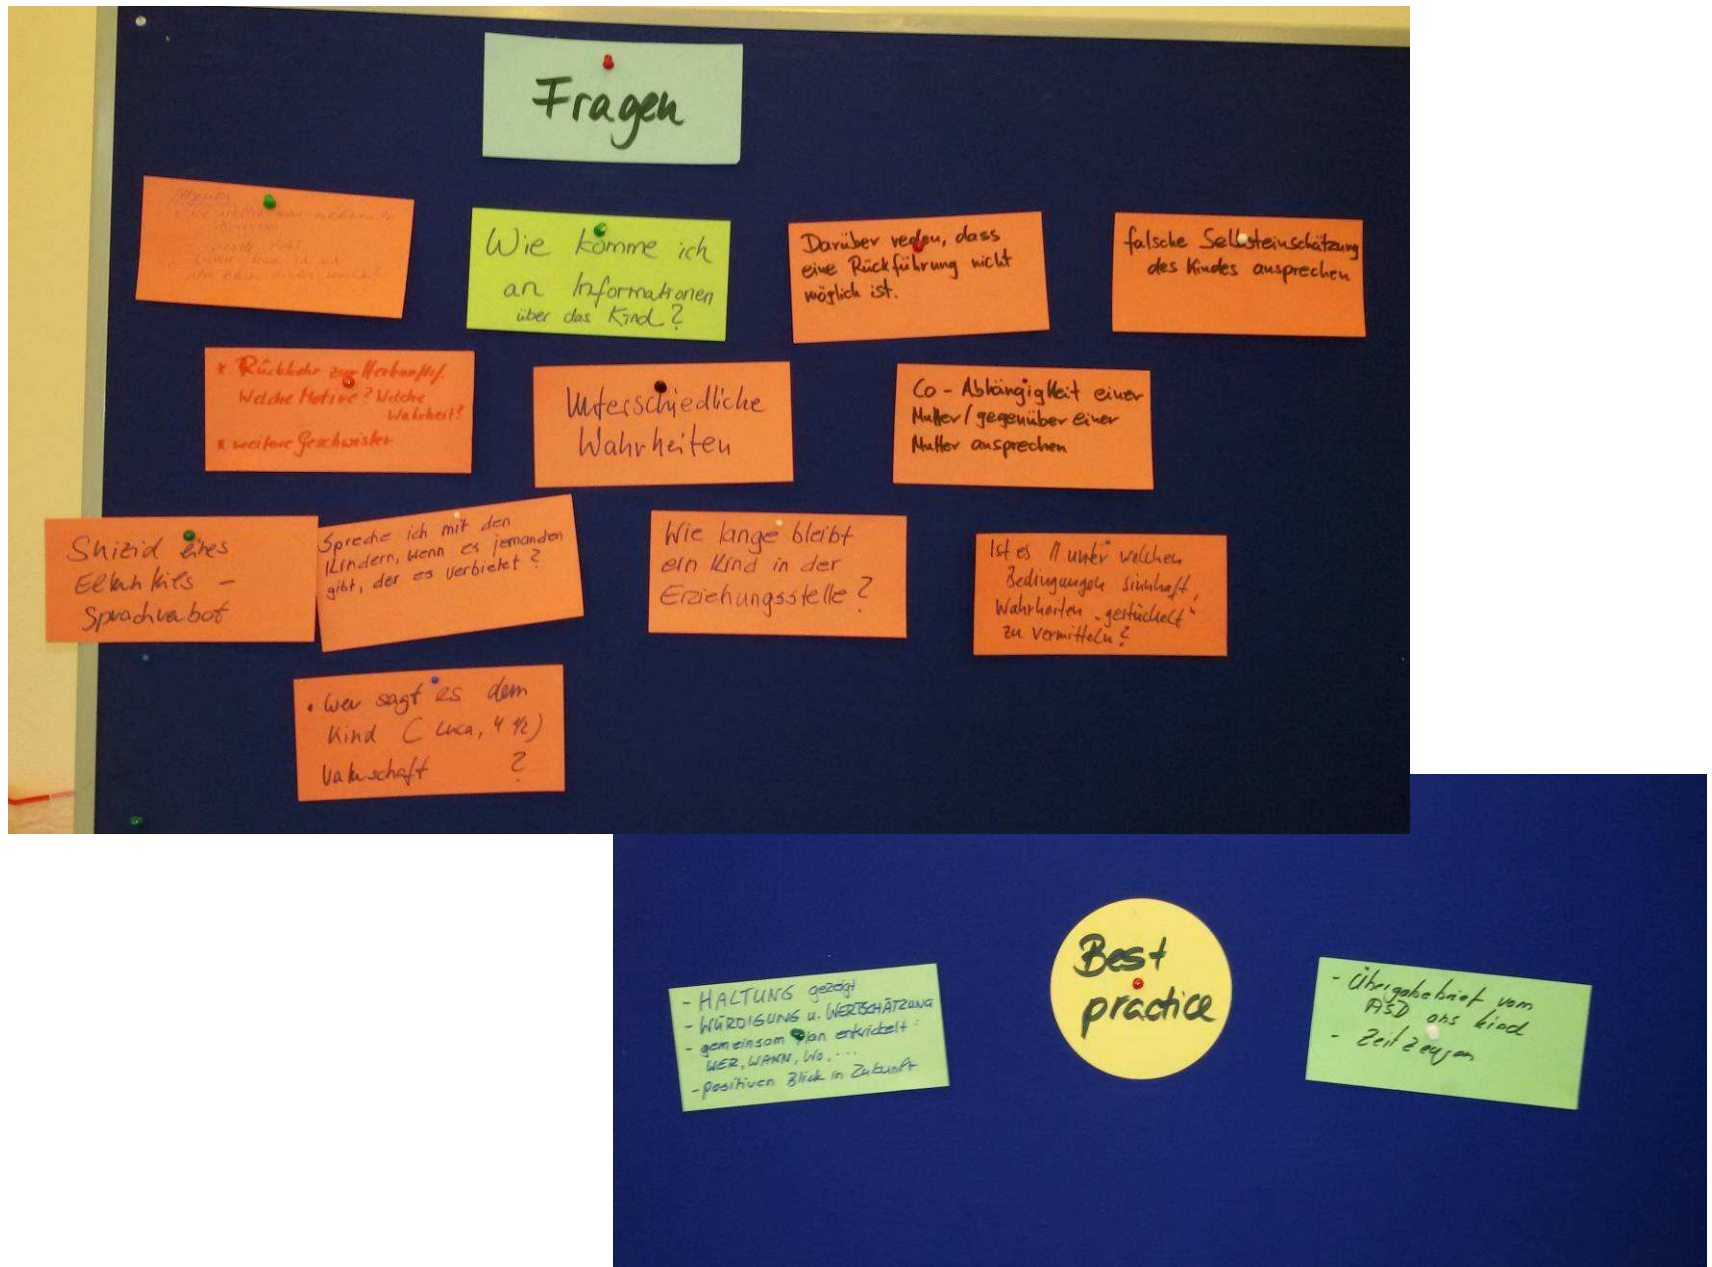 Fragen
Wie komme ich
an Informationen
über das Kind?
Darüber reden, dass
eine Rückführung nicht
möglich ist.
falsche Selbsteinschätzung
des Kindes ansprechen
* Rückkehr zur Herkunftsf.
Welche Motive? Welche
Wahrheit?
* weitere Geschwister
Unterschiedliche
Wahrheiten
Co-Abhängigkeit einer
Mutter/gegenüber einer
Mutter ansprechen
Suizid eines
Elternteils -
Sprachverbot
Spreche ich mit den
Kindern, wenn es jemanden
gibt, der es verbietet?
Wie lange bleibt
ein Kind in der
Erziehungsstelle?
Ist es // unter welchen
Bedingungen sinnhaft,
Wahrheiten "gestückelt"
zu vermitteln?
• Wer sagt es dem
Kind (Luca, 4 1/2)
Vaterschaft ?
Best
practice
- HALTUNG gezeigt
- WÜRDIGUNG u. WERTSCHÄTZUNG
- gemeinsam Plan entwickelt:
WER, WANN, WO, ...
- positiven Blick in Zukunft
- Übergabebrief vom
ASD ans Kind
- Zeitzeugen